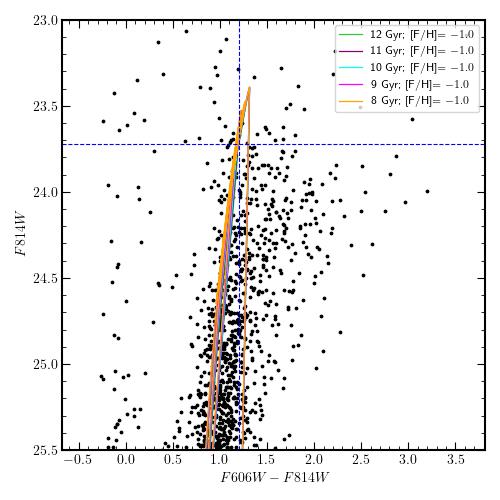 23.0
23.5
24.0
24.5
25.0
25.5
F814W
−0.5 0.0 0.5 1.0 1.5 2.0 2.5 3.0 3.5
F606W − F814W
12 Gyr; [F/H]= −1.0
11 Gyr; [F/H]= −1.0
10 Gyr; [F/H]= −1.0
9 Gyr; [F/H]= −1.0
8 Gyr; [F/H]= −1.0